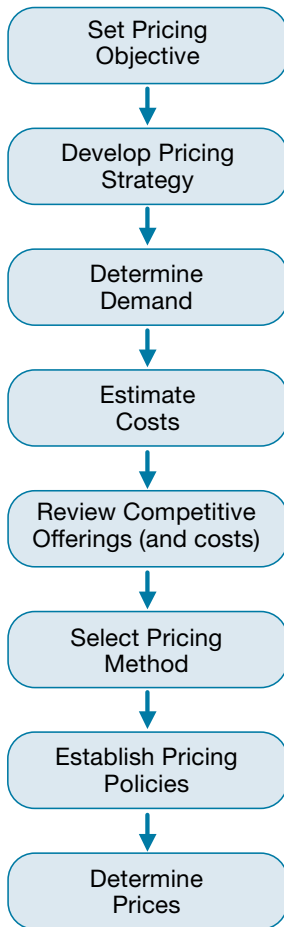 Set Pricing
Objective
Develop Pricing
Strategy
Determine
Demand
Estimate
Costs
Review Competitive
Offerings (and costs)
Select Pricing
Method
Establish Pricing
Policies
Determine
Prices